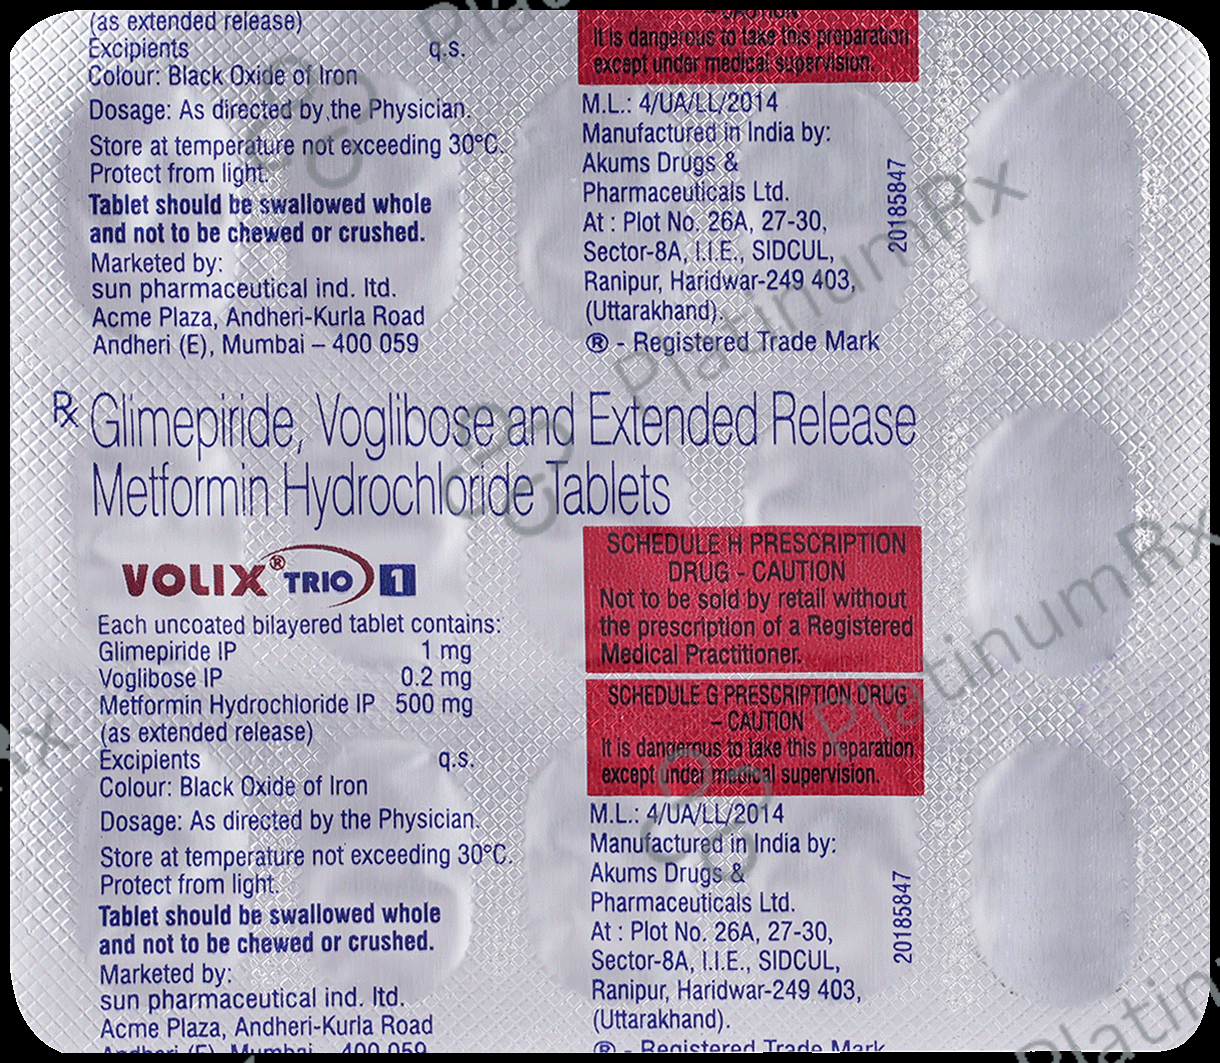 (as extended release)
Excipients q.s.
Colour: Black Oxide of Iron
Dosage: As directed by the Physician.
Store at temperature not exceeding 30°C.
Protect from light.
Tablet should be swallowed whole
and not to be chewed or crushed.
Marketed by:
sun pharmaceutical ind. ltd.
Acme Plaza, Andheri-Kurla Road
Andheri (E), Mumbai – 400 059
- CAUTION
It is dangerous to take this preparation
except under medical supervision.
M.L.: 4/UA/LL/2014
Manufactured in India by:
Akums Drugs &
Pharmaceuticals Ltd.
At : Plot No. 26A, 27-30,
Sector-8A, I.I.E., SIDCUL,
Ranipur, Haridwar-249 403,
(Uttarakhand).
® - Registered Trade Mark
20185847
Rx Glimepiride, Voglibose and Extended Release
Metformin Hydrochloride Tablets
VOLIX® TRIO 1
Each uncoated bilayered tablet contains:
Glimepiride IP 1 mg
Voglibose IP 0.2 mg
Metformin Hydrochloride IP 500 mg
(as extended release)
Excipients q.s.
Colour: Black Oxide of Iron
Dosage: As directed by the Physician.
Store at temperature not exceeding 30°C.
Protect from light.
Tablet should be swallowed whole
and not to be chewed or crushed.
Marketed by:
sun pharmaceutical ind. ltd.
Acme Plaza, Andheri-Kurla Road
Andheri (E), Mumbai 400 059
SCHEDULE H PRESCRIPTION
DRUG - CAUTION
Not to be sold by retail without
the prescription of a Registered
Medical Practitioner.
SCHEDULE G PRESCRIPTION DRUG
– CAUTION
It is dangerous to take this preparation
except under medical supervision.
M.L.: 4/UA/LL/2014
Manufactured in India by:
Akums Drugs &
Pharmaceuticals Ltd.
At : Plot No. 26A, 27-30,
Sector-8A, I.I.E., SIDCUL,
Ranipur, Haridwar-249 403,
(Uttarakhand).
® - Registered Trade Mark
20185847
PlatinumRx
PlatinumRx